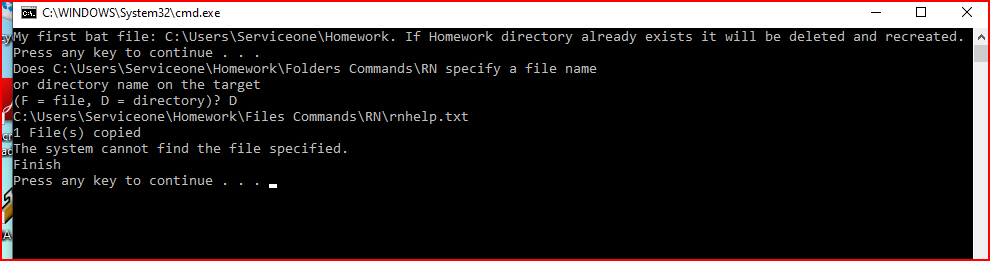 C:\WINDOWS\System32\cmd.exe
My first bat file: C:\Users\Serviceone\Homework. If Homework directory already exists it will be deleted and recreated.
Press any key to continue . . .
Does C:\Users\Serviceone\Homework\Folders Commands\RN specify a file name
or directory name on the target
(F = file, D = directory)? D
C:\Users\Serviceone\Homework\Files Commands\RN\rnhelp.txt
1 File(s) copied
The system cannot find the file specified.
Finish
Press any key to continue . . .